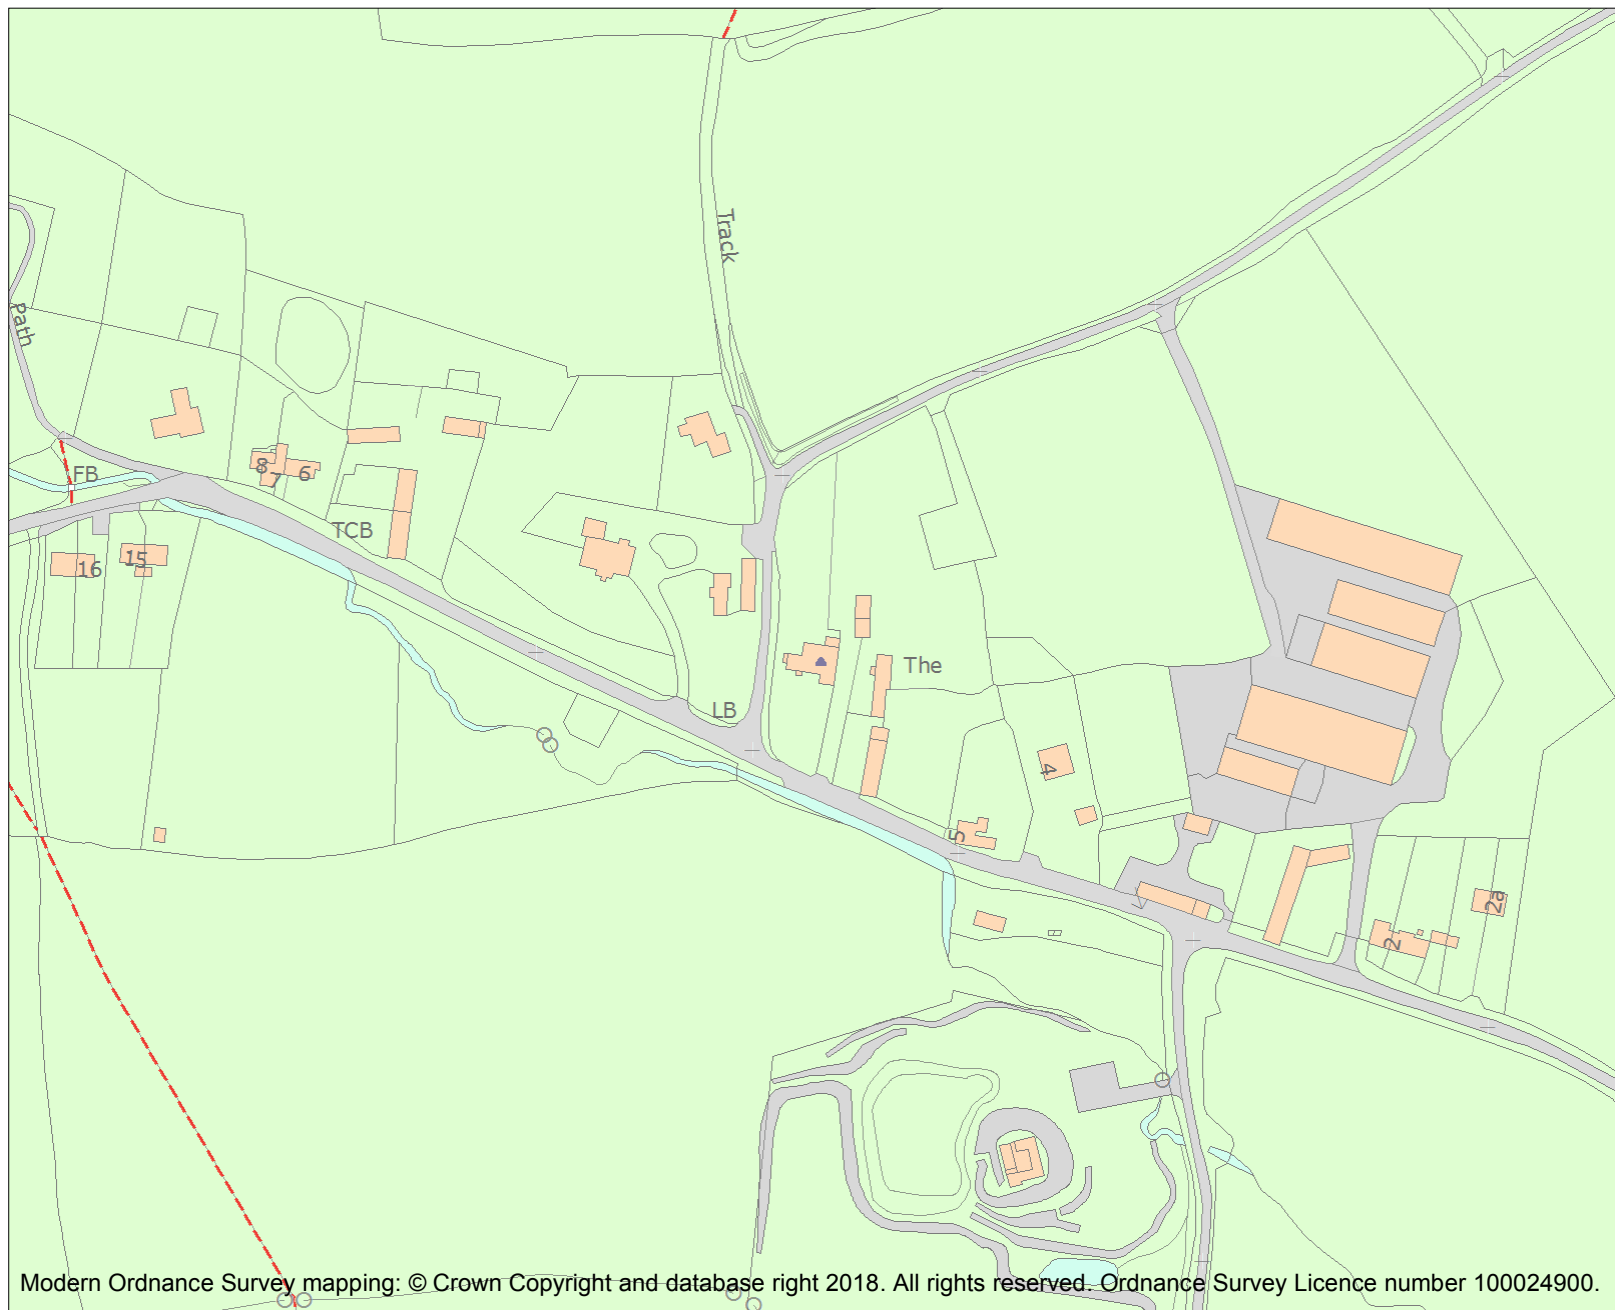 Track
Path
8
7
6
FB
TCB
16
15
The
LB
4
5
2a
2
Modern Ordnance Survey mapping: © Crown Copyright and database right 2018. All rights reserved. Ordnance Survey Licence number 100024900.